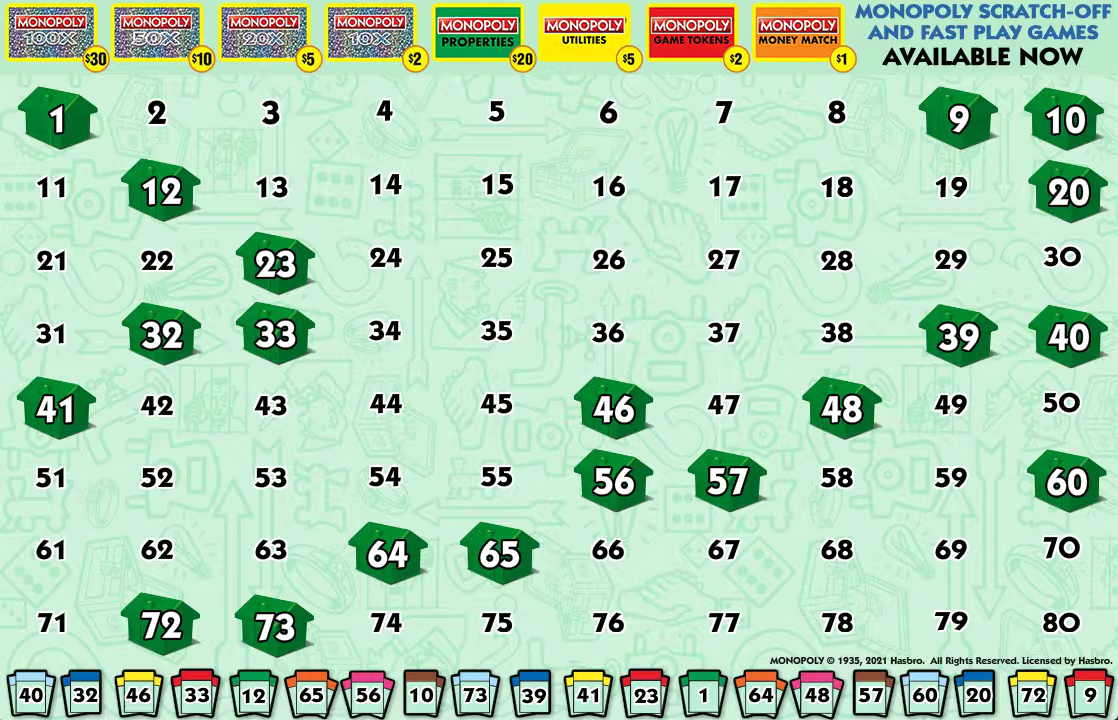 MONOPOLY MONOPOLY MONOPOLY MONOPOLY MONOPOLY MONOPOLY MONOPOLY MONOPOLY MONOPOLY SCRATCH-OFF
100X 50X 20X 10X PROPERTIES UTILITIES GAME TOKENS MONEY MATCH AND FAST PLAY GAMES
$30 $10 $5 $2 $20 $5 $2 $1 AVAILABLE NOW
1 2 3 4 5 6 7 8 9 10
11 12 13 14 15 16 17 18 19 20
21 22 23 24 25 26 27 28 29 30
31 32 33 34 35 36 37 38 39 40
41 42 43 44 45 46 47 48 49 50
51 52 53 54 55 56 57 58 59 60
61 62 63 64 65 66 67 68 69 70
71 72 73 74 75 76 77 78 79 80
MONOPOLY © 1935, 2021 Hasbro. All Rights Reserved. Licensed by Hasbro.
40 32 46 33 12 65 56 10 73 39 41 23 1 64 48 57 60 20 72 9